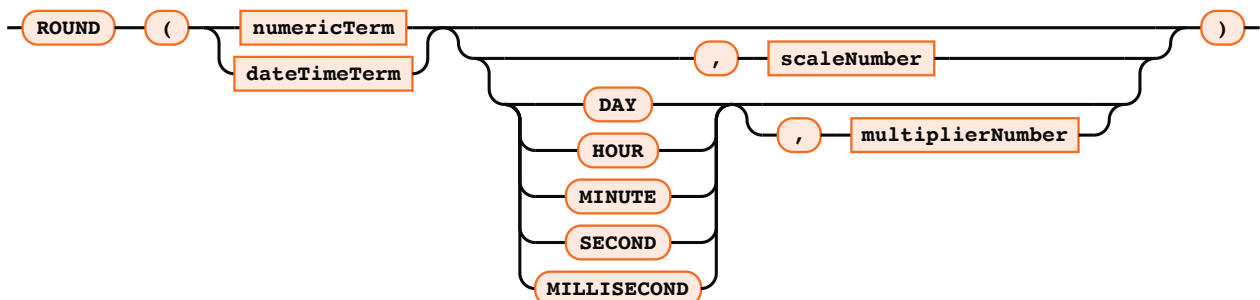 ROUND ( numericTerm )
dateTimeTerm
, scaleNumber
DAY
, multiplierNumber
HOUR
MINUTE
SECOND
MILLISECOND